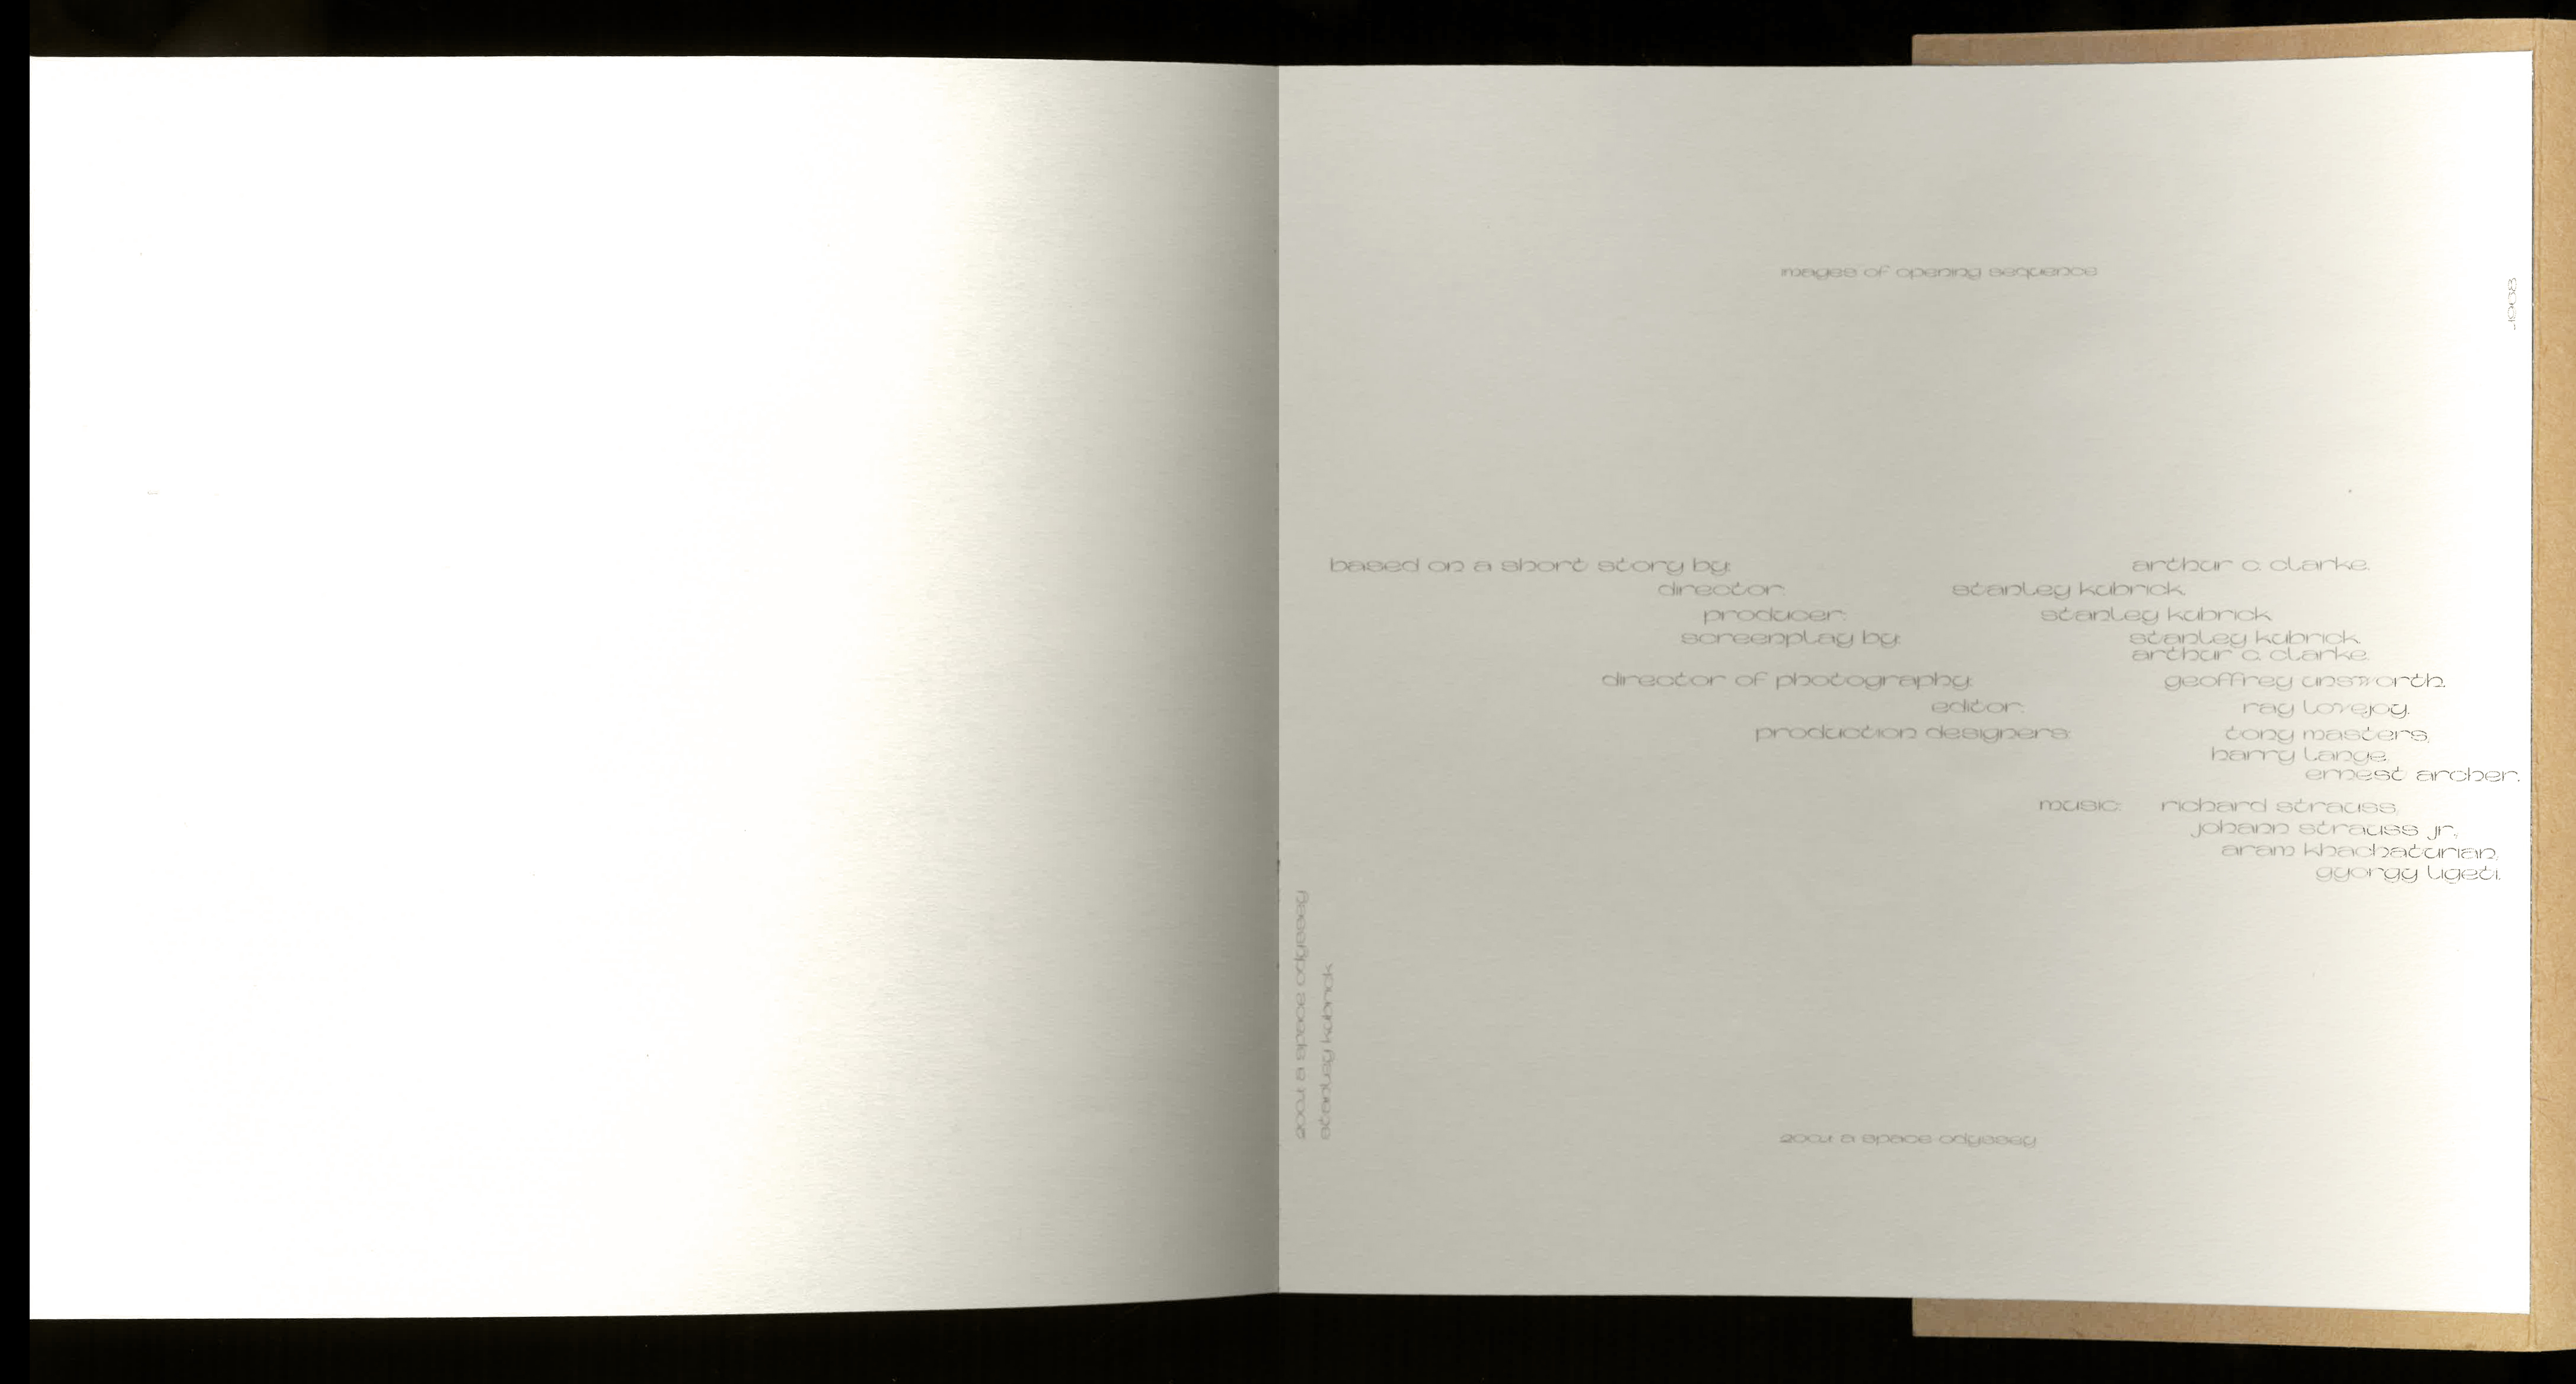 images of opening sequence
_1968
based on a short story by: arthur c. clarke.
director: stanley kubrick.
producer: stanley kubrick.
screenplay by: stanley kubrick.
arthur c. clarke.
director of photography: geoffrey unsworth.
editor: ray lovejoy.
production designers: tony masters,
harry lange,
ernest archer.
music: richard strauss,
johann strauss jr.,
aram khachaturian,
gyorgy ligeti.
2001: a space odyssey
stanley kubrick
2001: a space odyssey